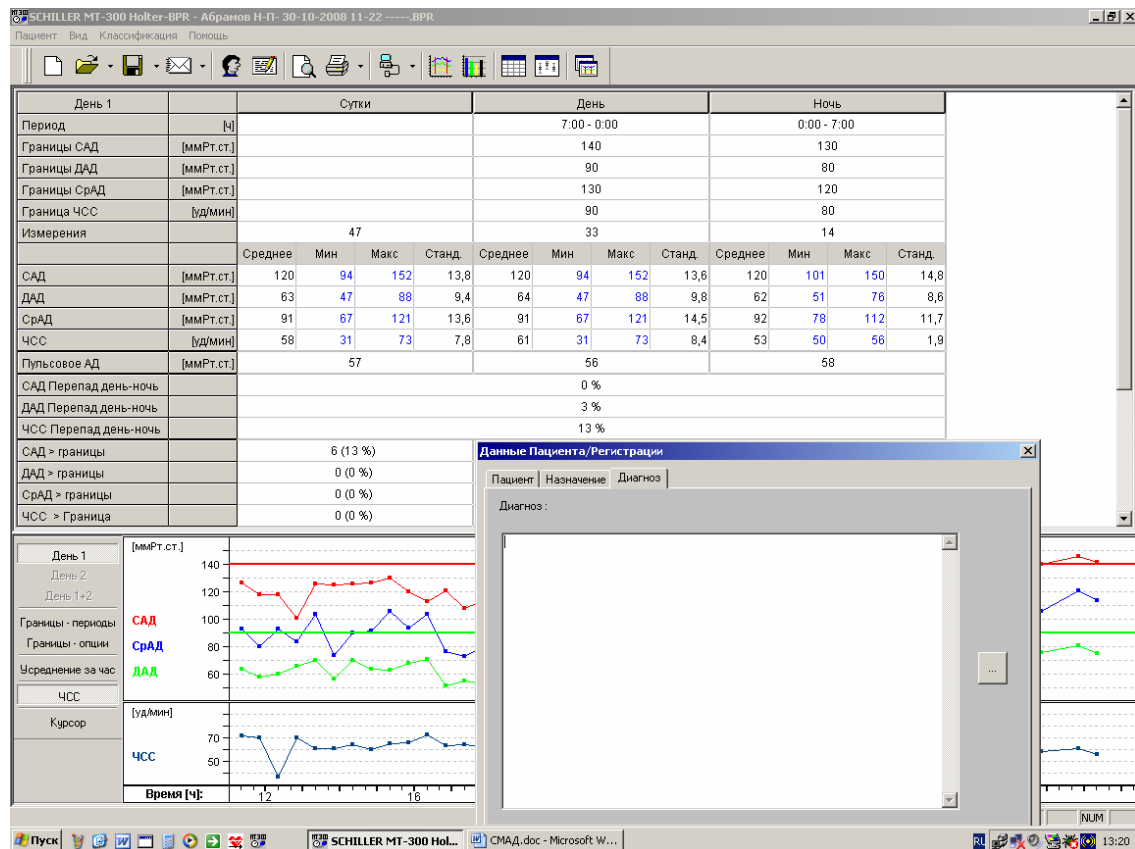 SCHILLER MT-300 Holter-BPR - Абрамов Н-П- 30-10-2008 11-22 -----.BPR
Пациент Вид Классификация Помощь
День 1 Сутки День Ночь
Период [ч] 7:00 - 0:00 0:00 - 7:00
Границы САД [ммРт.ст.] 140 130
Границы ДАД [ммРт.ст.] 90 80
Границы СрАД [ммРт.ст.] 130 120
Граница ЧСС [уд/мин] 90 80
Измерения 47 33 14
Среднее Мин Макс Станд. Среднее Мин Макс Станд. Среднее Мин Макс Станд.
САД [ммРт.ст.] 120 94 152 13,8 120 94 152 13,6 120 101 150 14,8
ДАД [ммРт.ст.] 63 47 88 9,4 64 47 88 9,8 62 51 76 8,6
СрАД [ммРт.ст.] 91 67 121 13,6 91 67 121 14,5 92 78 112 11,7
ЧСС [уд/мин] 58 31 73 7,8 61 31 73 8,4 53 50 56 1,9
Пульсовое АД [ммРт.ст.] 57 56 58
САД Перепад день-ночь 0 %
ДАД Перепад день-ночь 3 %
ЧСС Перепад день-ночь 13 %
САД > границы 6 (13 %)
ДАД > границы 0 (0 %)
СрАД > границы 0 (0 %)
ЧСС > Граница 0 (0 %)
Данные Пациента/Регистрации
Пациент Назначение Диагноз
Диагноз :
...
День 1
День 2
День 1+2
Границы - периоды
Границы - опции
Усреднение за час
ЧСС
Курсор
[ммРт.ст.]
140
120
САД 100
СрАД 80
ДАД 60
[уд/мин]
70
ЧСС
50
Время [ч]: 12 16
NUM
Пуск SCHILLER MT-300 Hol... СМАД.doc - Microsoft W... RL 13:20